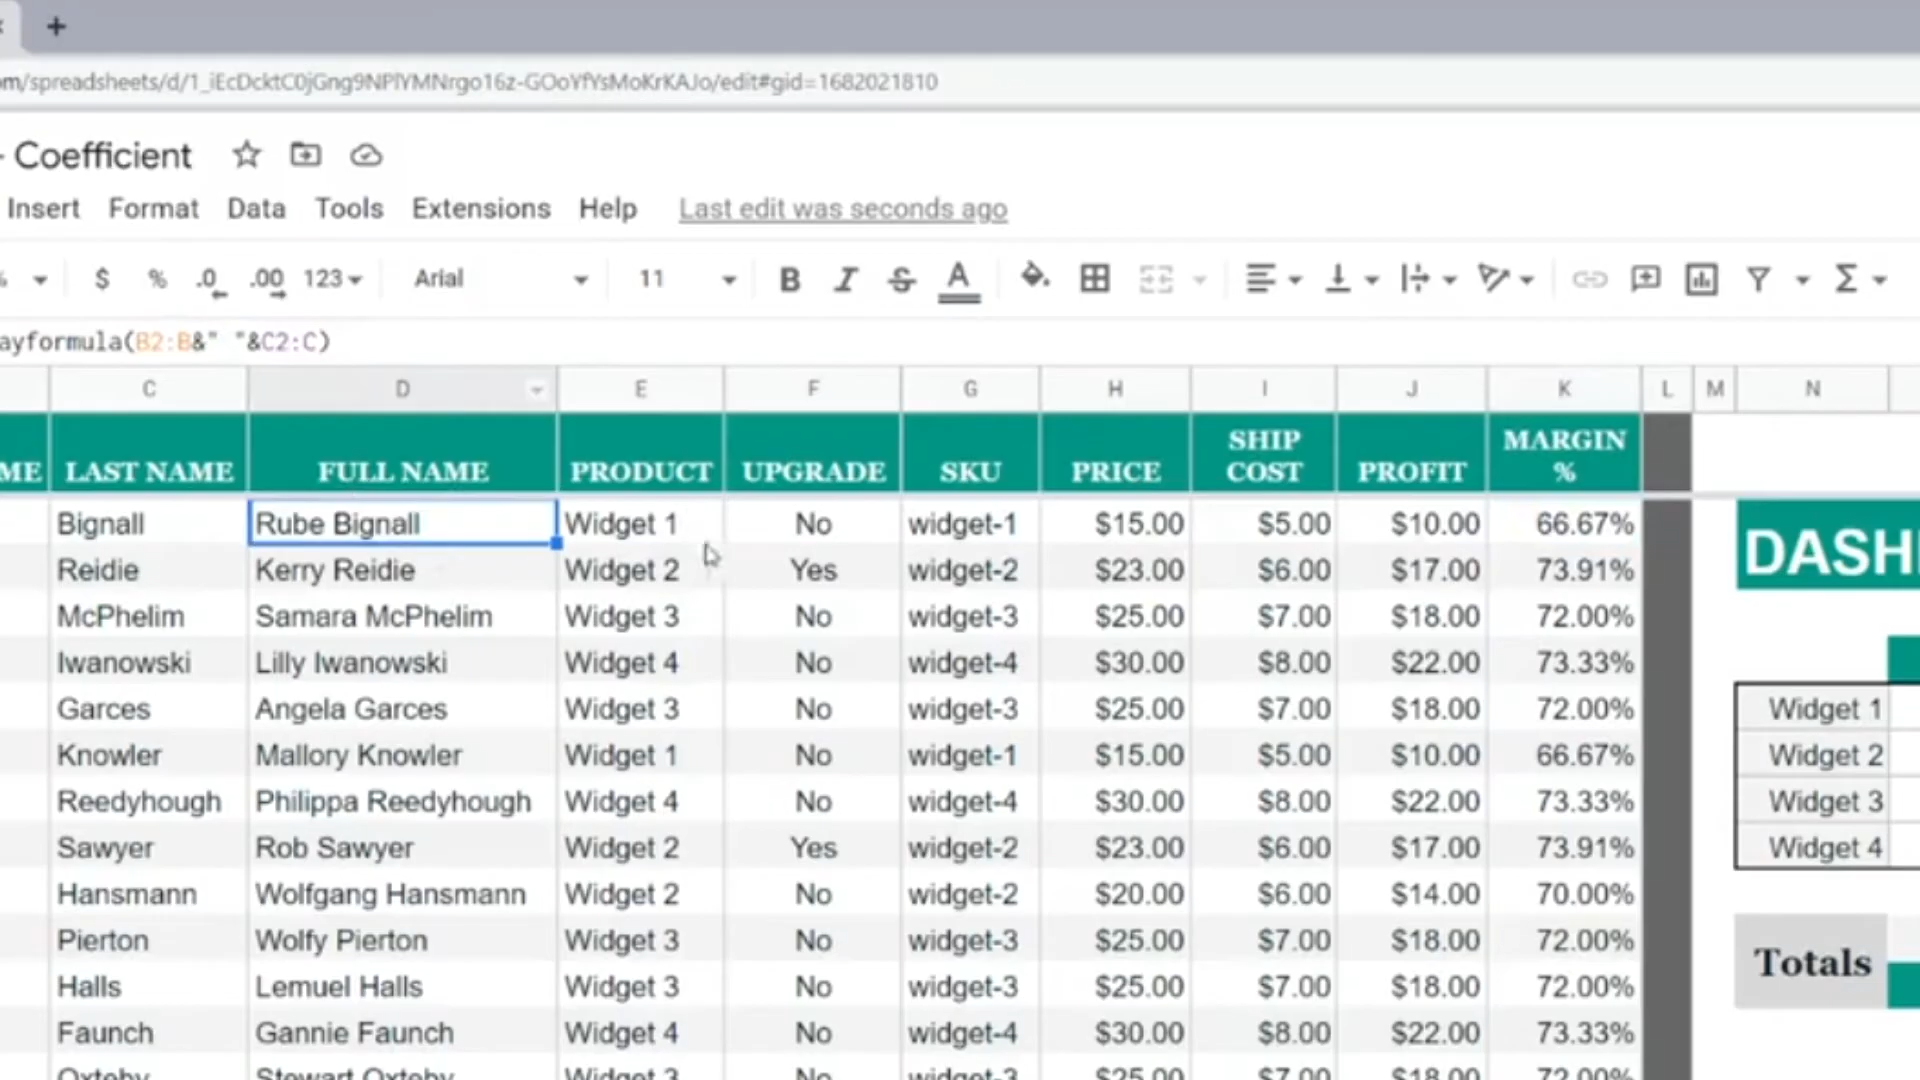 +
m/spreadsheets/d/1_iEcDcktC0jGng9NPlYMNrgo16z-GOoYfYsMoKrKAJo/edit#gid=1682021810
- Coefficient
Insert Format Data Tools Extensions Help Last edit was seconds ago
% $ % .0 .00 123 Arial 11 B I S A Σ
ayformula(B2:B&" "&C2:C)
C D E F G H I J K L M N
ME LAST NAME FULL NAME PRODUCT UPGRADE SKU PRICE SHIP COST PROFIT MARGIN %
Bignall Rube Bignall Widget 1 No widget-1 $15.00 $5.00 $10.00 66.67%
DASH
Reidie Kerry Reidie Widget 2 Yes widget-2 $23.00 $6.00 $17.00 73.91%
McPhelim Samara McPhelim Widget 3 No widget-3 $25.00 $7.00 $18.00 72.00%
Iwanowski Lilly Iwanowski Widget 4 No widget-4 $30.00 $8.00 $22.00 73.33%
Garces Angela Garces Widget 3 No widget-3 $25.00 $7.00 $18.00 72.00% Widget 1
Knowler Mallory Knowler Widget 1 No widget-1 $15.00 $5.00 $10.00 66.67% Widget 2
Reedyhough Philippa Reedyhough Widget 4 No widget-4 $30.00 $8.00 $22.00 73.33% Widget 3
Sawyer Rob Sawyer Widget 2 Yes widget-2 $23.00 $6.00 $17.00 73.91% Widget 4
Hansmann Wolfgang Hansmann Widget 2 No widget-2 $20.00 $6.00 $14.00 70.00%
Pierton Wolfy Pierton Widget 3 No widget-3 $25.00 $7.00 $18.00 72.00%
Totals
Halls Lemuel Halls Widget 3 No widget-3 $25.00 $7.00 $18.00 72.00%
Faunch Gannie Faunch Widget 4 No widget-4 $30.00 $8.00 $22.00 73.33%
Oxteby Stewart Oxteby Widget 3 No widget-3 $25.00 $7.00 $18.00 72.00%